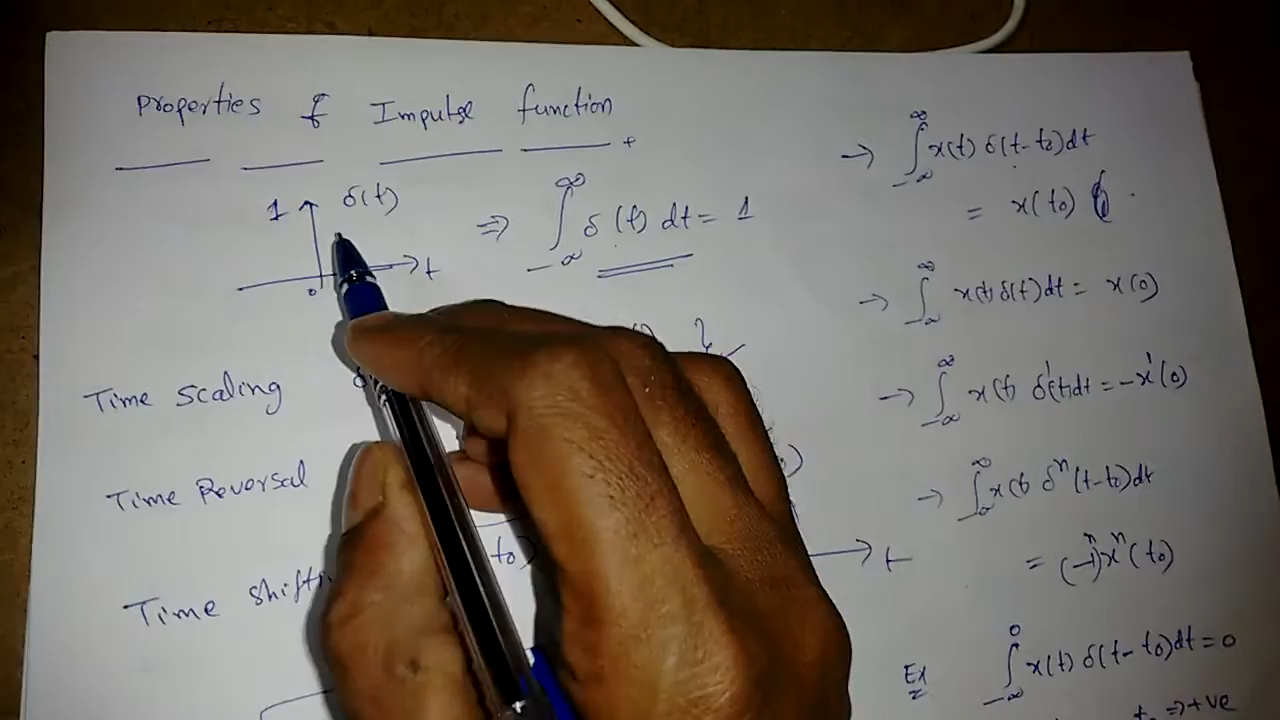 Properties of Impulse function
1 δ(t)
0 t
⇒ ∫_{-∞}^{∞} δ(t) dt = 1
Time scaling
Time Reversal
Time shift
t₀)
t
→ ∫_{-∞}^{∞} x(t) δ(t-t₀)dt
= x(t₀)
→ ∫_{-∞}^{∞} x(t) δ(t)dt = x(0)
→ ∫_{-∞}^{∞} x(t) δ'(t)dt = -x'(0)
→ ∫_{-∞}^{∞} x(t) δⁿ(t-t₀)dt
= (-1)ⁿ xⁿ(t₀)
Ex ∫_{-∞}^{0} x(t) δ(t-t₀)dt = 0
t₀ ⇒ +ve